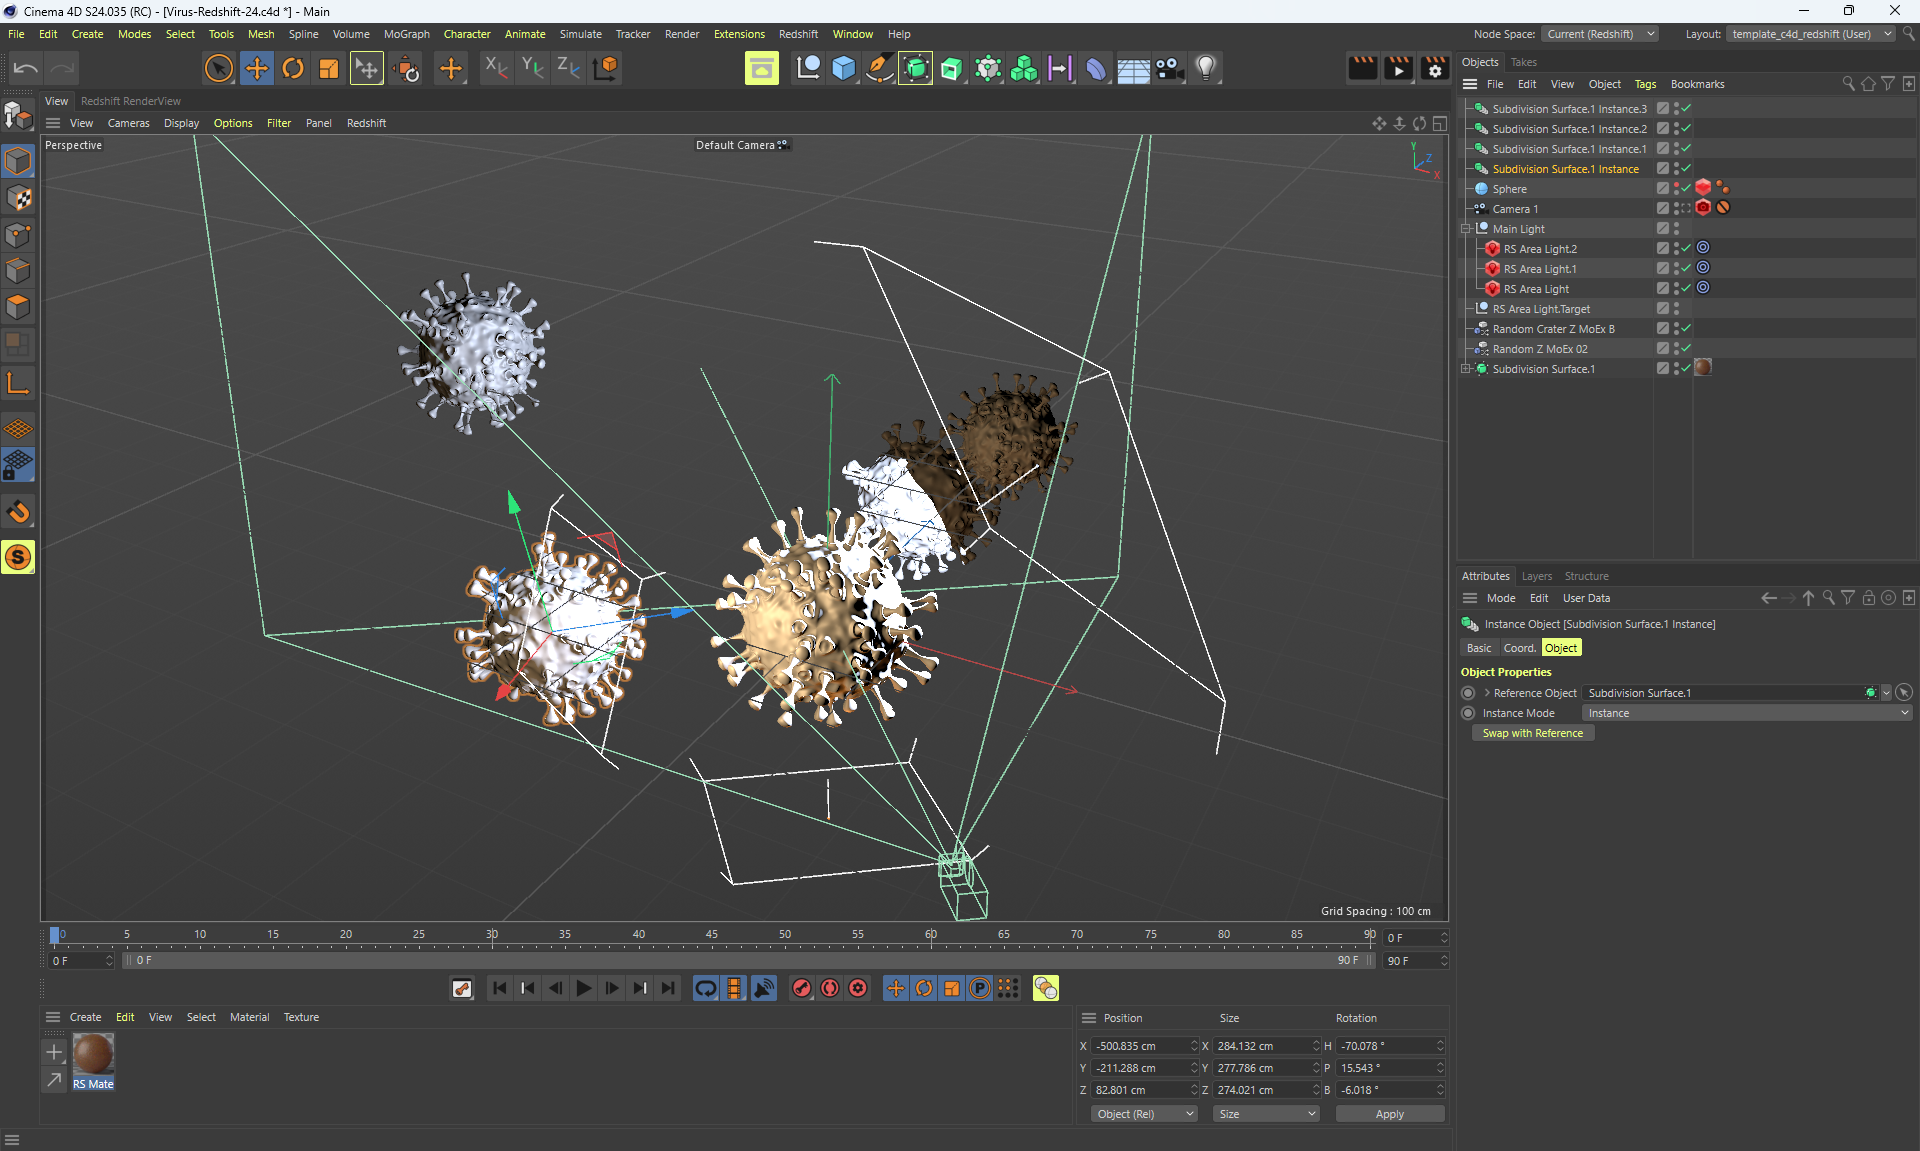 Cinema 4D S24.035 (RC) - [Virus-Redshift-24.c4d *] - Main
File Edit Create Modes Select Tools Mesh Spline Volume MoGraph Character Animate Simulate Tracker Render Extensions Redshift Window Help
Node Space: Current (Redshift) Layout: template_c4d_redshift (User)
X Y Z
Objects Takes
File Edit View Object Tags Bookmarks
View Redshift RenderView
View Cameras Display Options Filter Panel Redshift
Perspective
Default Camera
Y
Z
X
Subdivision Surface.1 Instance.3
Subdivision Surface.1 Instance.2
Subdivision Surface.1 Instance.1
Subdivision Surface.1 Instance
Sphere
Camera 1
Main Light
RS Area Light.2
RS Area Light.1
RS Area Light
RS Area Light.Target
Random Crater Z MoEx B
Random Z MoEx 02
Subdivision Surface.1
Attributes Layers Structure
Mode Edit User Data
Instance Object [Subdivision Surface.1 Instance]
Basic Coord. Object
Object Properties
Reference Object Subdivision Surface.1
Instance Mode Instance
Swap with Reference
Grid Spacing : 100 cm
0 5 10 15 20 25 30 35 40 45 50 55 60 65 70 75 80 85 90
0 F
0 F 0 F 90 F 90 F
P
S
Create Edit View Select Material Texture
RS Mate
Position Size Rotation
X -500.835 cm X 284.132 cm H -70.078 °
Y -211.288 cm Y 277.786 cm P 15.543 °
Z 82.801 cm Z 274.021 cm B -6.018 °
Object (Rel) Size Apply